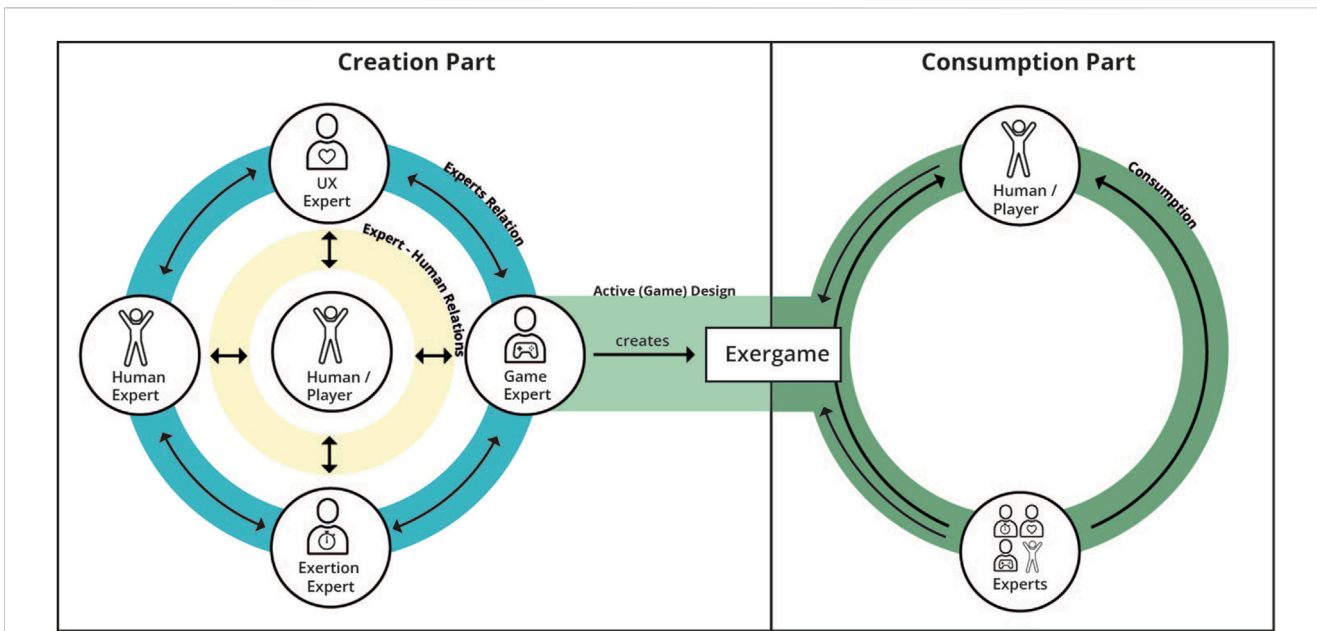 Creation Part
Consumption Part
UX
Expert
Experts Relation
Expert - Human Relations
Human
Expert
Human /
Player
Game
Expert
Exertion
Expert
Active (Game) Design
creates
Exergame
Human /
Player
Consumption
Experts